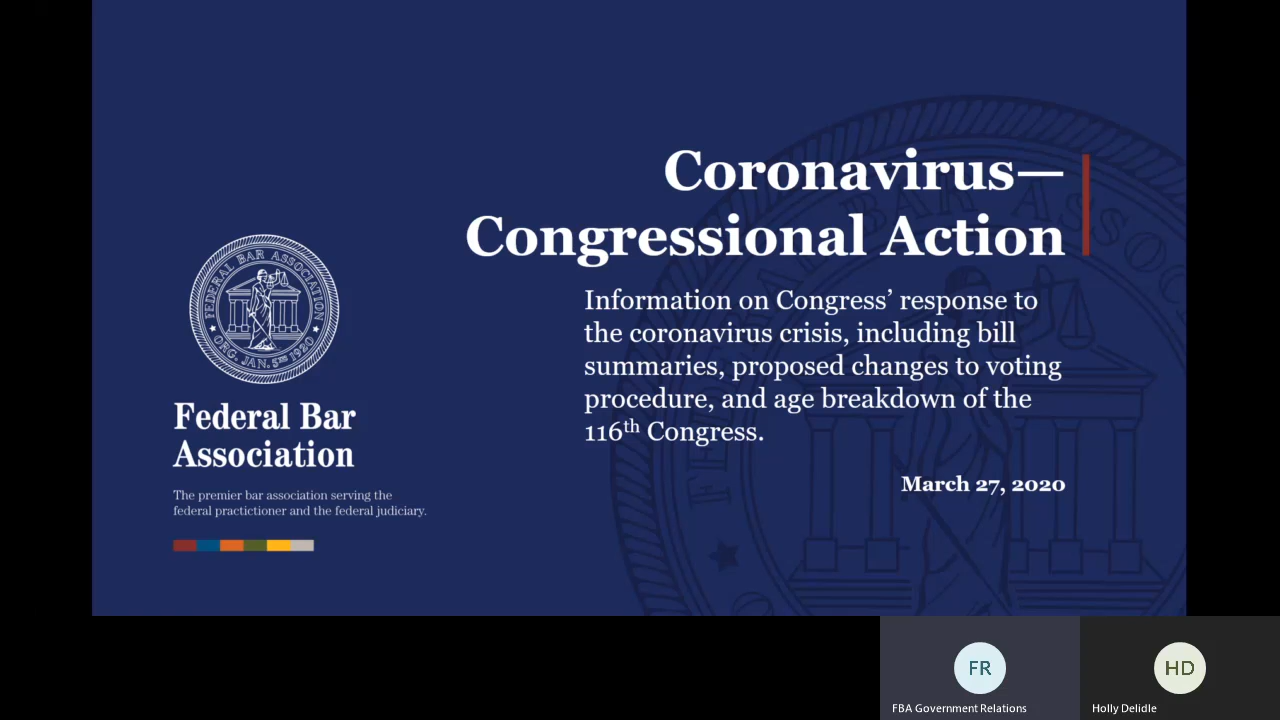 Coronavirus—
Congressional Action
Information on Congress’ response to
the coronavirus crisis, including bill
summaries, proposed changes to voting
procedure, and age breakdown of the
116th Congress.
March 27, 2020
FEDERAL BAR ASSOCIATION
ORG. JAN. 5TH 1920
Federal Bar
Association
The premier bar association serving the
federal practictioner and the federal judiciary.
FR
FBA Government Relations
HD
Holly Delidle